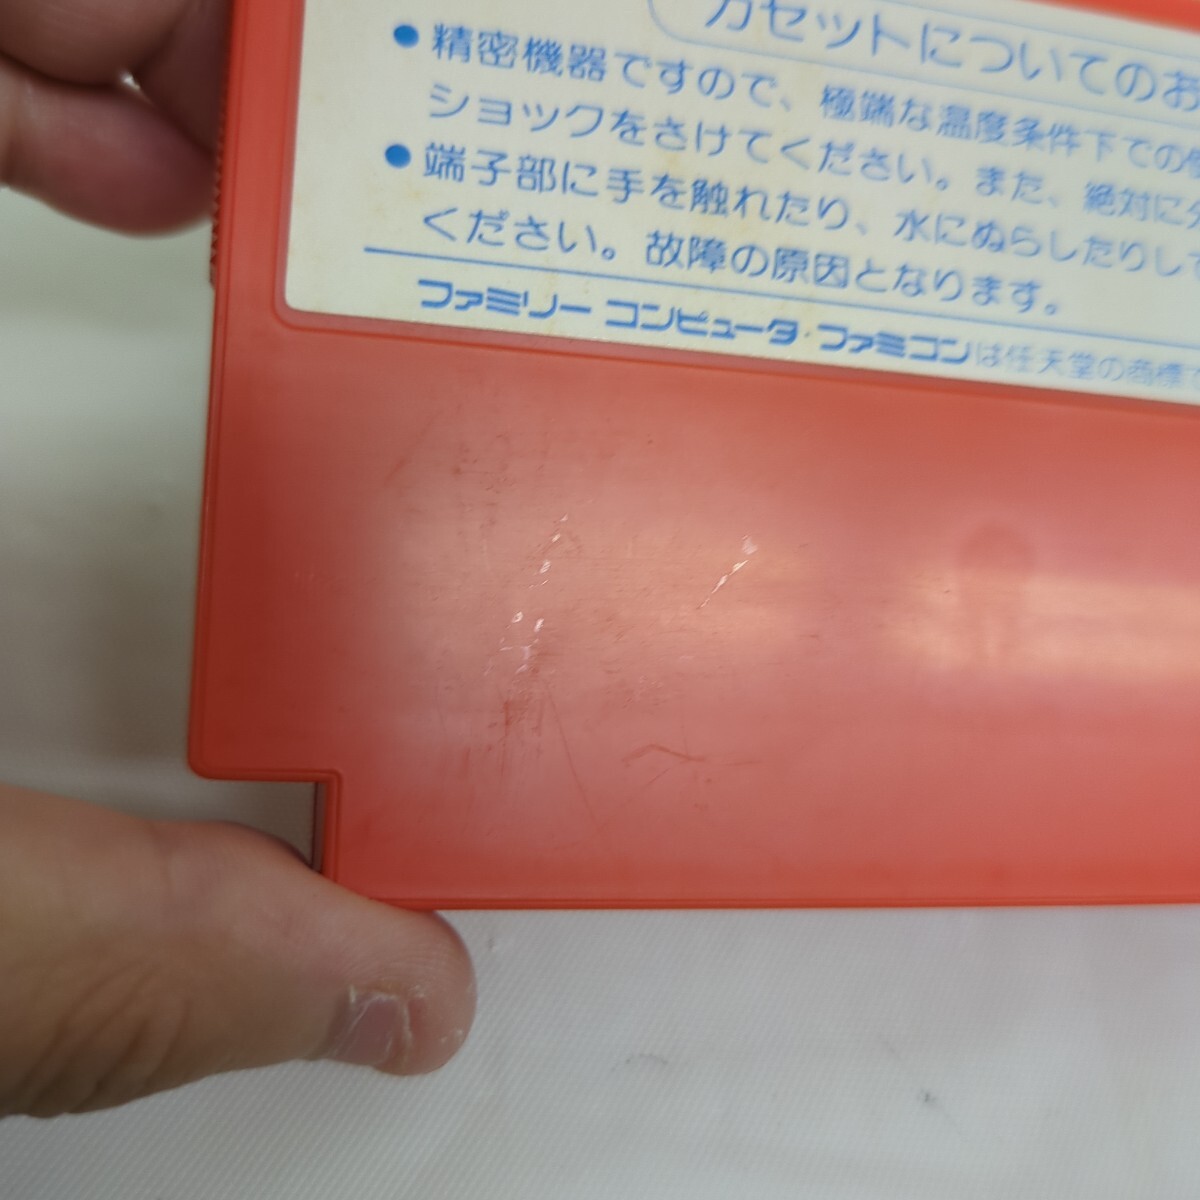 カセットについてのお
●精密機器ですので、極端な温度条件下での
ショックをさけてください。また、絶対に
●端子部に手を触れたり、水にぬらしたりして
ください。故障の原因となります。
ファミリー コンピュータ・ファミコンは任天堂の商標で